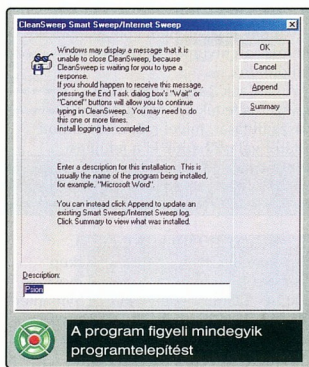 CleanSweep Smart Sweep/Internet Sweep
Windows may display a message that it is
unable to close CleanSweep, because
CleanSweep is waiting for you to type a
response.
If you should happen to receive this message,
pressing the End Task dialog box's "Wait" or
"Cancel" buttons will allow you to continue
typing in CleanSweep. You may need to do
this one or more times.
Install logging has completed.
Enter a description for this installation. This is
usually the name of the program being installed,
for example, "Microsoft Word".
You can instead click Append to update an
existing Smart Sweep/Internet Sweep log.
Click Summary to view what was installed.
OK
Cancel
Append
Summary
Description:
Psion
A program figyeli mindegyik
programtelepítést